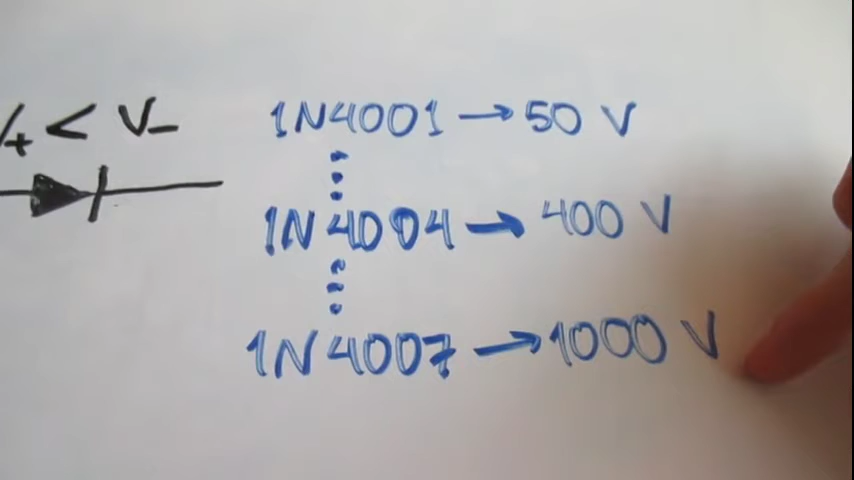 V+ < V-
1N4001 → 50 V
1N4004 → 400 V
1N4007 → 1000 V